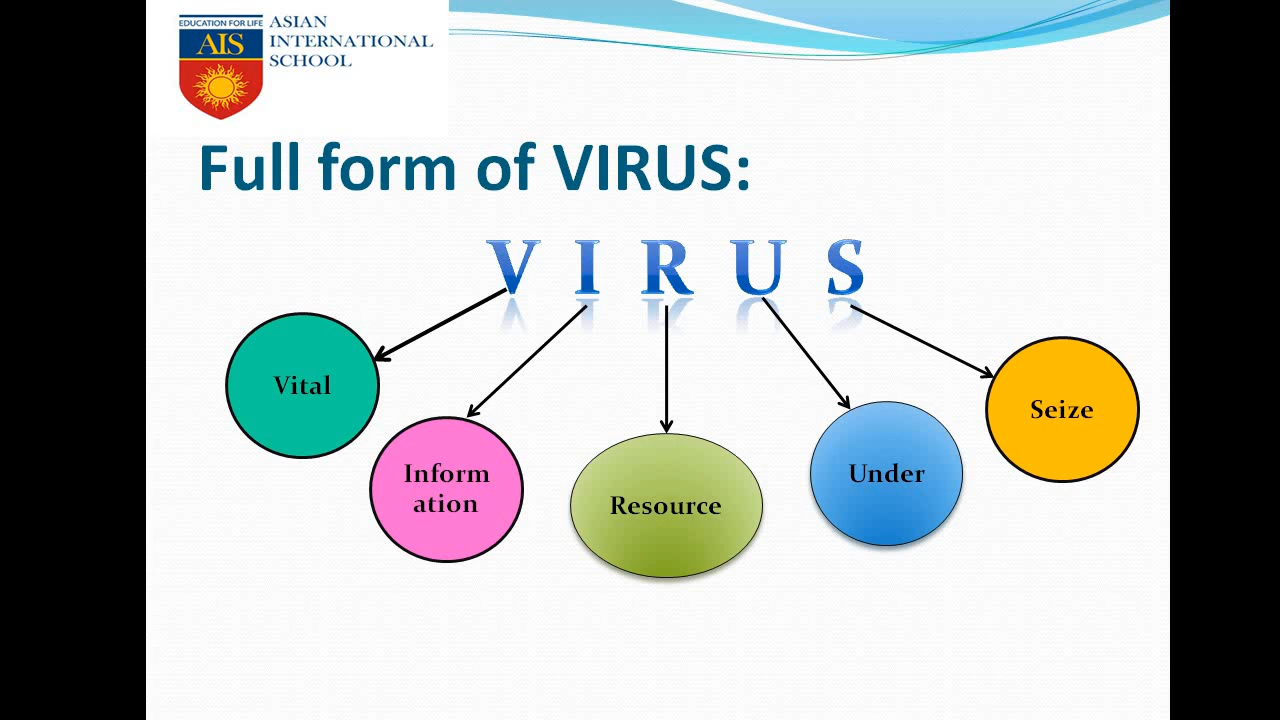 EDUCATION FOR LIFE
AIS
ASIAN
INTERNATIONAL
SCHOOL
Full form of VIRUS:
V I R U S
Vital
Inform
ation
Resource
Under
Seize